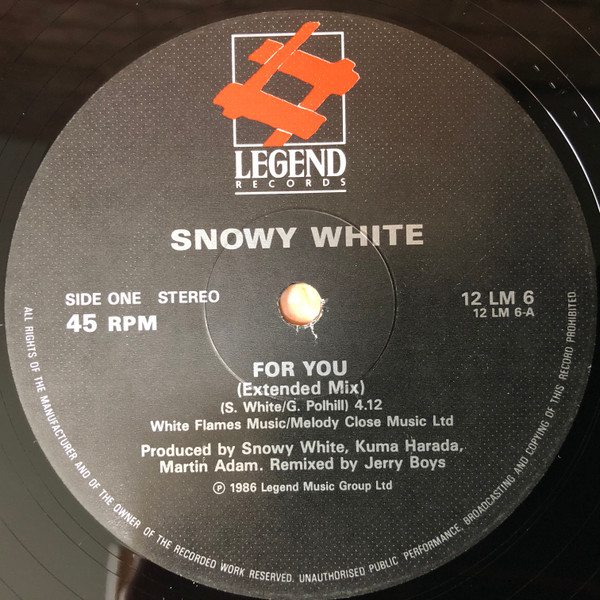 LEGEND
RECORDS
SNOWY WHITE
SIDE ONE STEREO
45 RPM
12 LM 6
12 LM 6-A
FOR YOU
(Extended Mix)
(S. White/G. Polhill) 4.12
White Flames Music/Melody Close Music Ltd
Produced by Snowy White, Kuma Harada,
Martin Adam. Remixed by Jerry Boys
℗ 1986 Legend Music Group Ltd
ALL RIGHTS OF THE MANUFACTURER AND OF THE OWNER OF THE RECORDED WORK RESERVED. UNAUTHORISED PUBLIC PERFORMANCE, BROADCASTING AND COPYING OF THIS RECORD PROHIBITED.